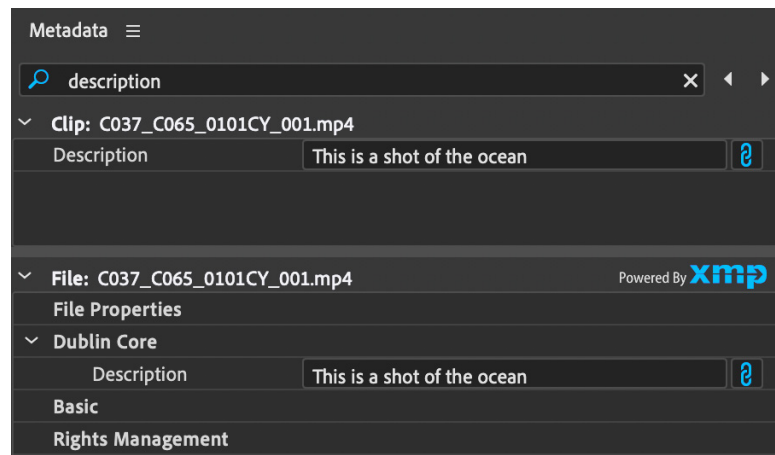 Metadata
description
Clip: C037_C065_0101CY_001.mp4
Description This is a shot of the ocean
File: C037_C065_0101CY_001.mp4 Powered By xmp
File Properties
Dublin Core
Description This is a shot of the ocean
Basic
Rights Management